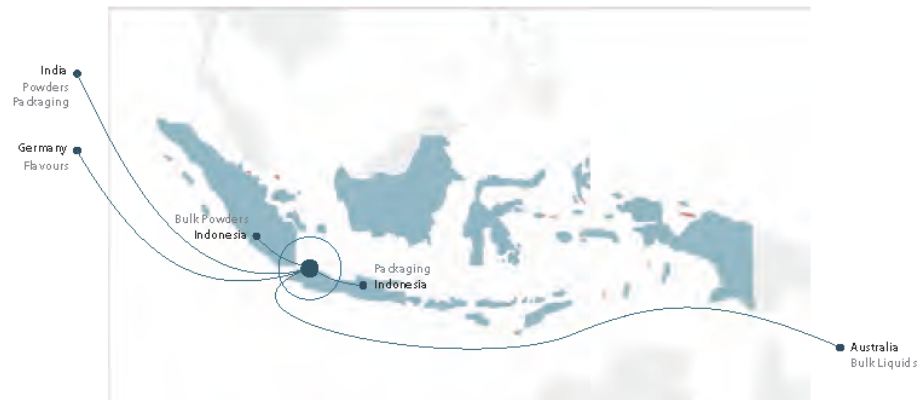 India
Powders
Packaging
Germany
Flavours
Bulk Powders
Indonesia
Packaging
Indonesia
Australia
Bulk Liquids